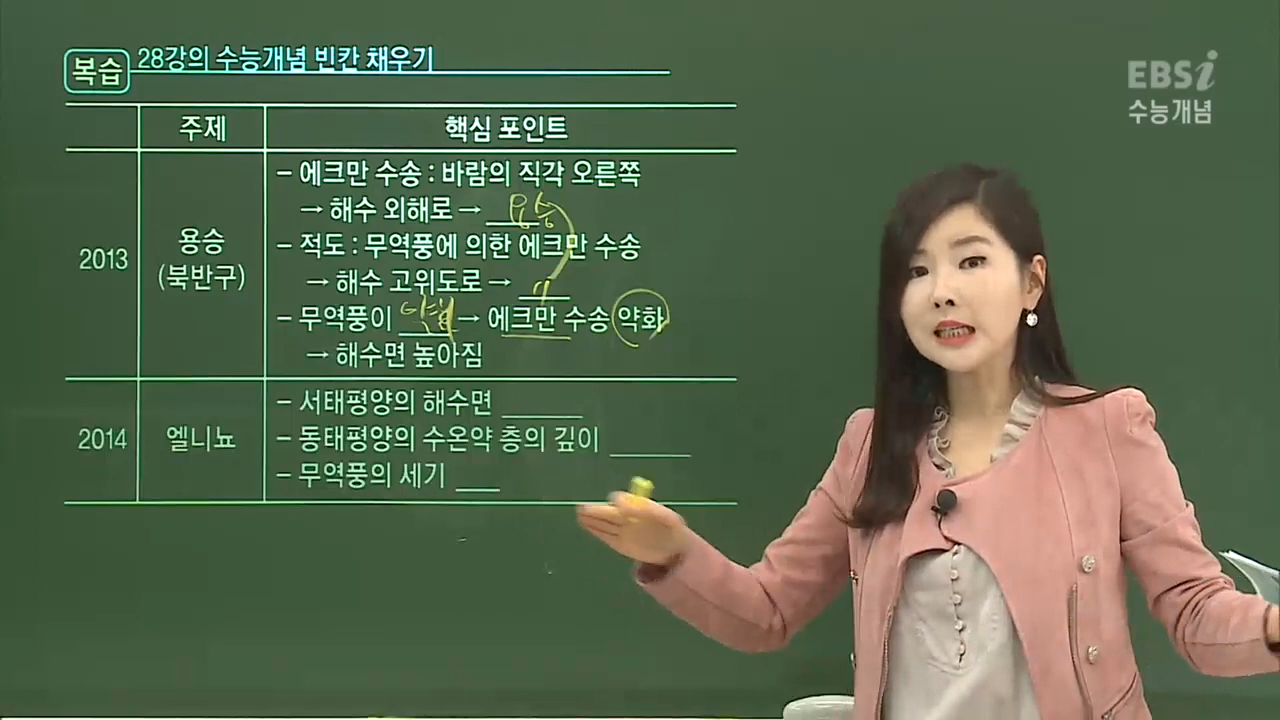 복습 28강의 수능개념 빈칸 채우기
EBSi
수능개념
주제 핵심 포인트
2013
용승
(북반구)
– 에크만 수송 : 바람의 직각 오른쪽
→ 해수 외해로 → 용승
– 적도 : 무역풍에 의한 에크만 수송
→ 해수 고위도로 → ____
– 무역풍이 ____ → 에크만 수송 약화
→ 해수면 높아짐
2014
엘니뇨
– 서태평양의 해수면 ______
– 동태평양의 수온약 층의 깊이 ______
– 무역풍의 세기 ___